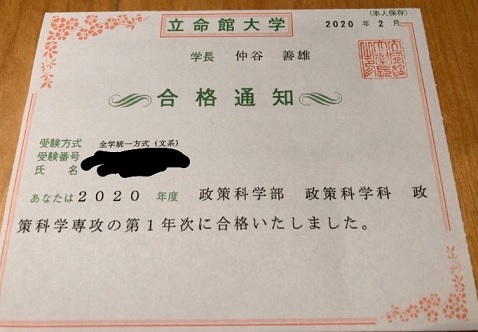 (本人保存)
立命館大学
2020年2月
学長 仲谷 善雄
合格通知
受験方式 全学統一方式(文系)
受験番号
氏名
あなたは2020年度 政策科学部 政策科学科 政
策科学専攻の第1年次に合格いたしました。